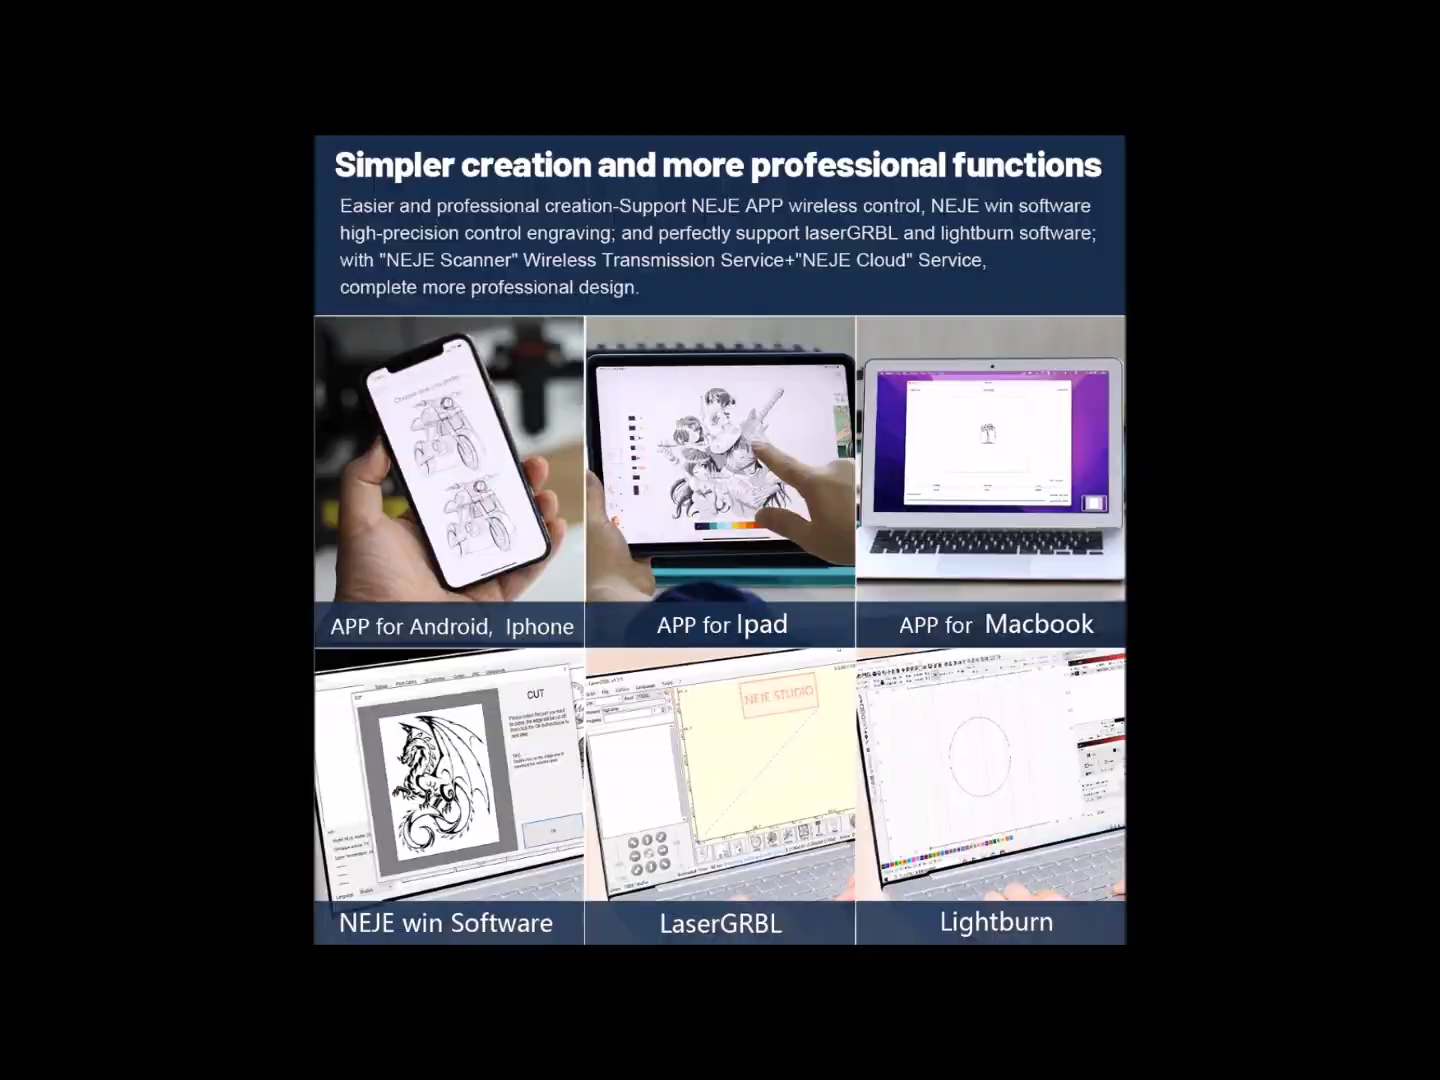 Simpler creation and more professional functions
Easier and professional creation-Support NEJE APP wireless control, NEJE win software
high-precision control engraving; and perfectly support laserGRBL and lightburn software;
with "NEJE Scanner" Wireless Transmission Service+"NEJE Cloud" Service,
complete more professional design.
APP for Android, Iphone
APP for Ipad
APP for Macbook
CUT
NEJE STUDIO
NEJE win Software
LaserGRBL
Lightburn